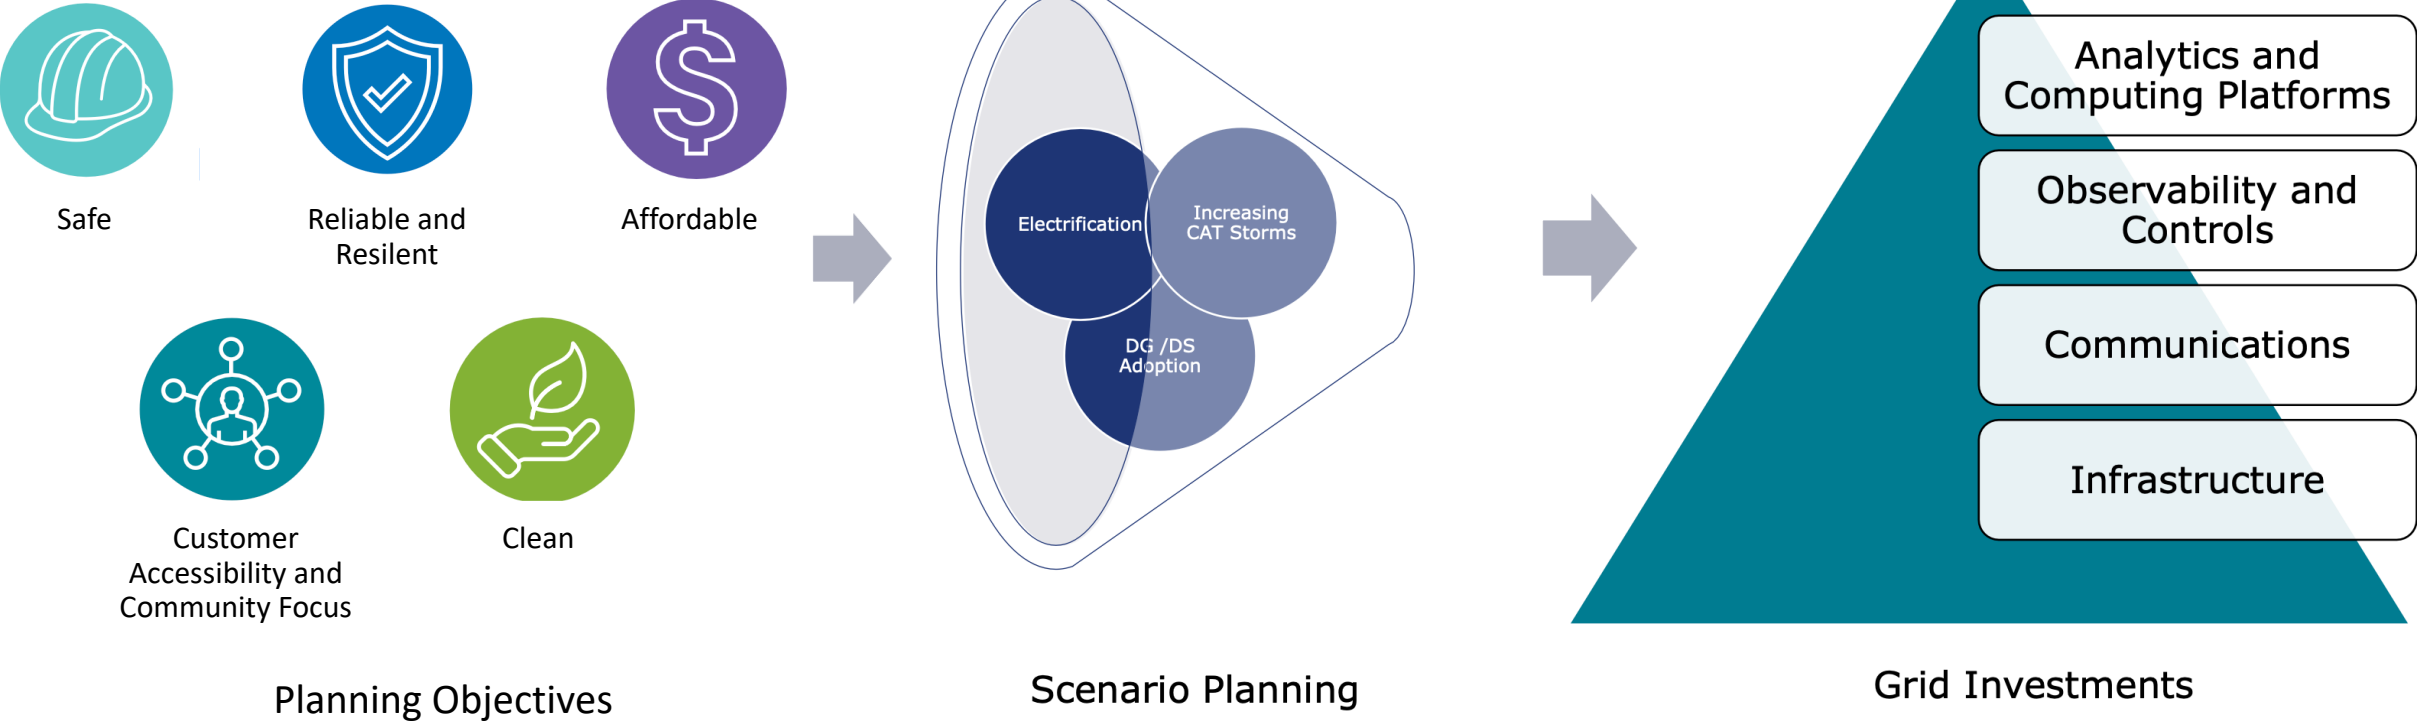 Safe
Reliable and
Resilent
Affordable
Customer
Accessibility and
Community Focus
Clean
Planning Objectives
Electrification
Increasing
CAT Storms
DG /DS
Adoption
Scenario Planning
Analytics and
Computing Platforms
Observability and
Controls
Communications
Infrastructure
Grid Investments